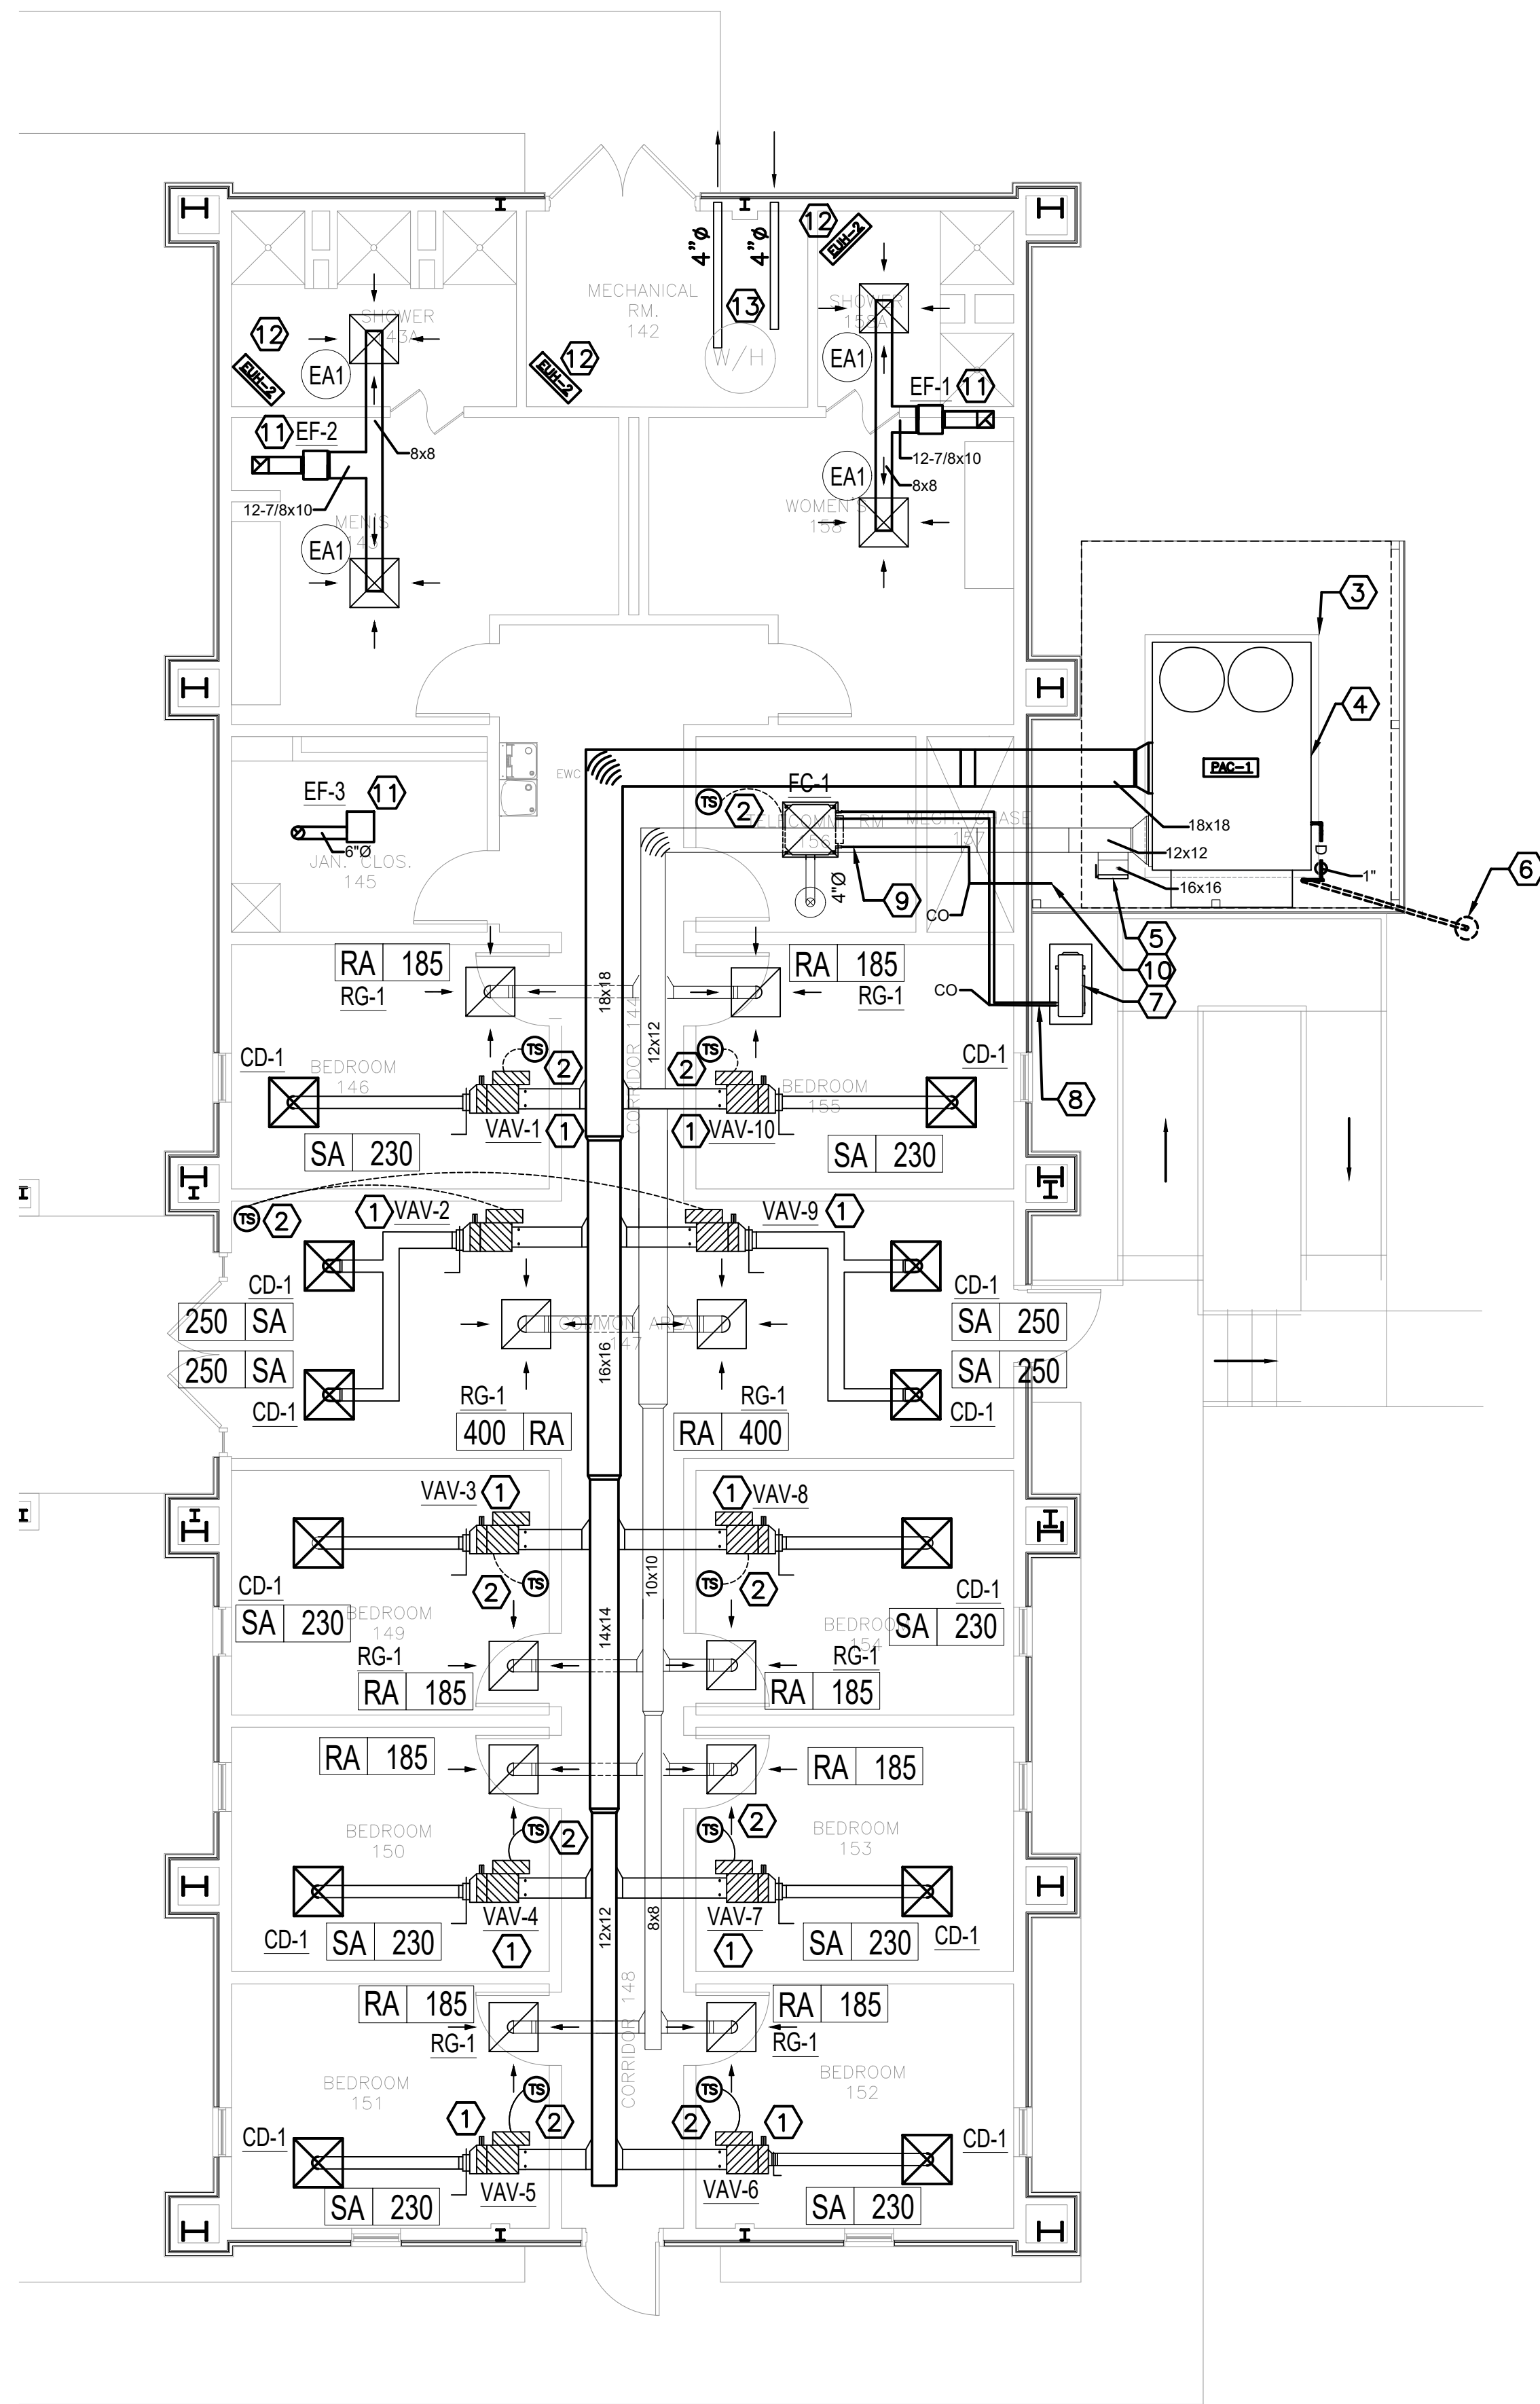 4"Ø
4"Ø
12
EUH-2
MECHANICAL
RM.
142
13
W/H
SHOWER
143A
12
EUH-2
EA1
12
EUH-2
SHOWER
158A
EA1
EF-1
11
11
EF-2
8x8
12-7/8x10
MEN'S
143
EA1
12-7/8x10
8x8
EA1
WOMEN'S
158
3
4
PAC-1
EWC
FC-1
TS
2
TELECOMM RM
156
MECH. CHASE
157
EF-3
11
6"Ø
JAN. CLOS.
145
4"Ø
9
CO
18x18
12x12
16x16
D
1"
6
5
10
7
CO
8
RA 185
RG-1
RA 185
RG-1
18x18
12x12
CORRIDOR 144
CD-1
BEDROOM
146
TS
2
2
TS
BEDROOM
155
CD-1
VAV-1
1
1
VAV-10
SA 230
SA 230
TS
2
1
VAV-2
VAV-9
1
CD-1
250 SA
250 SA
CD-1
CD-1
SA 250
SA 250
CD-1
COMMON AREA
147
16x16
RG-1
400 RA
RG-1
RA 400
VAV-3
1
1
VAV-8
CD-1
SA 230
BEDROOM
149
2
TS
TS
2
CD-1
SA 230
BEDROOM
154
10x10
14x14
RG-1
RA 185
RG-1
RA 185
RA 185
RA 185
BEDROOM
150
TS
2
TS
2
BEDROOM
153
VAV-4
1
VAV-7
1
CD-1
SA 230
SA 230
CD-1
12x12
8x8
CORRIDOR 148
RA 185
RG-1
RA 185
RG-1
BEDROOM
151
BEDROOM
152
TS
1
2
TS
2
1
CD-1
CD-1
VAV-5
VAV-6
SA 230
SA 230